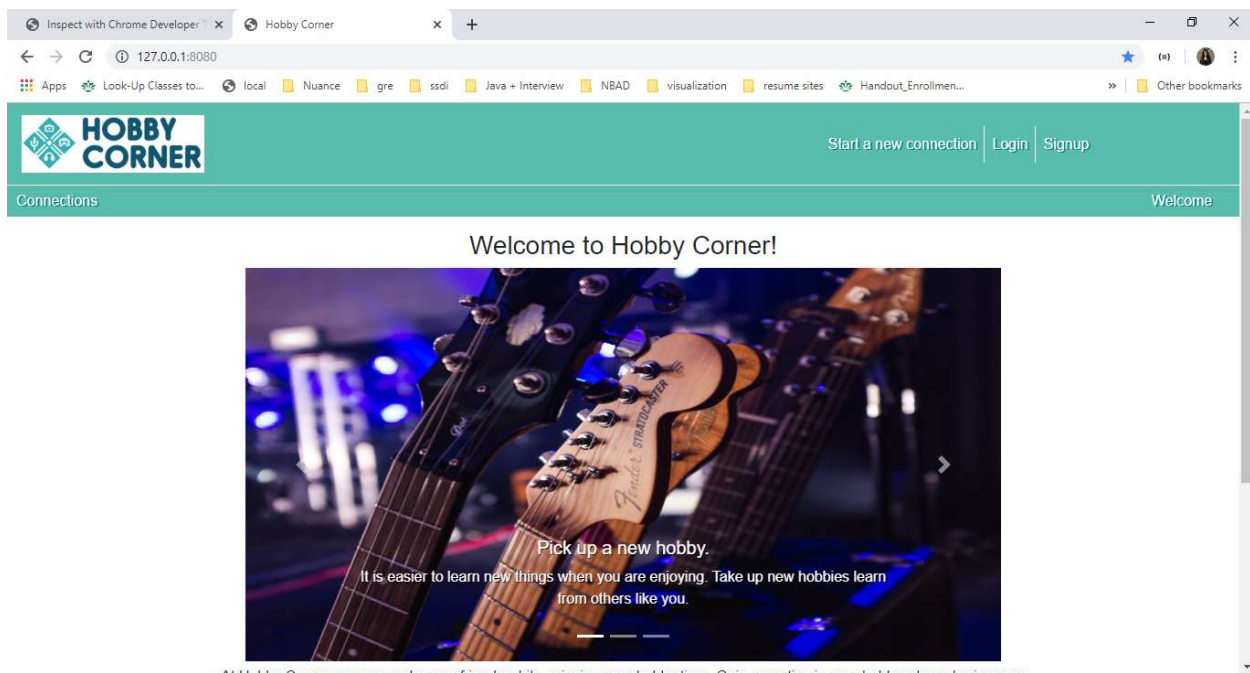 Inspect with Chrome Developer T
Hobby Corner
127.0.0.1:8080
Apps
Look-Up Classes to...
local
Nuance
gre
ssdi
Java + Interview
NBAD
visualization
resume sites
Handout_Enrollmen...
»
Other bookmarks
HOBBY
CORNER
Start a new connection
Login
Signup
Connections
Welcome
Welcome to Hobby Corner!
Dot
Fender STRATOCASTER
Pick up a new hobby.
It is easier to learn new things when you are enjoying. Take up new hobbies learn
from others like you.